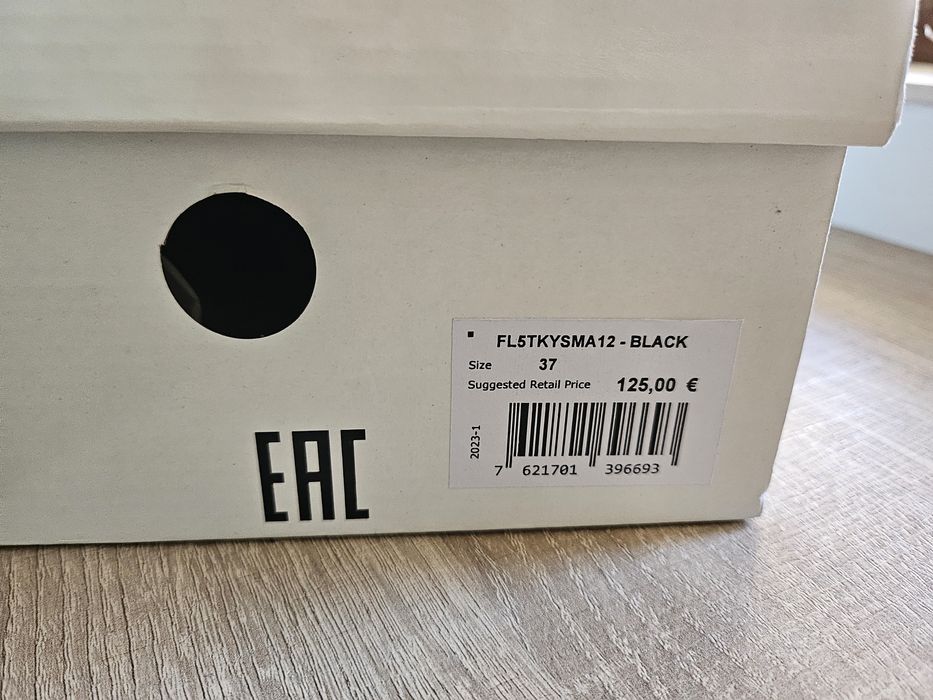 FL5TKYSMA12 - BLACK
Size 37
Suggested Retail Price 125,00 €
2023-1
7 621701 396693
EAC